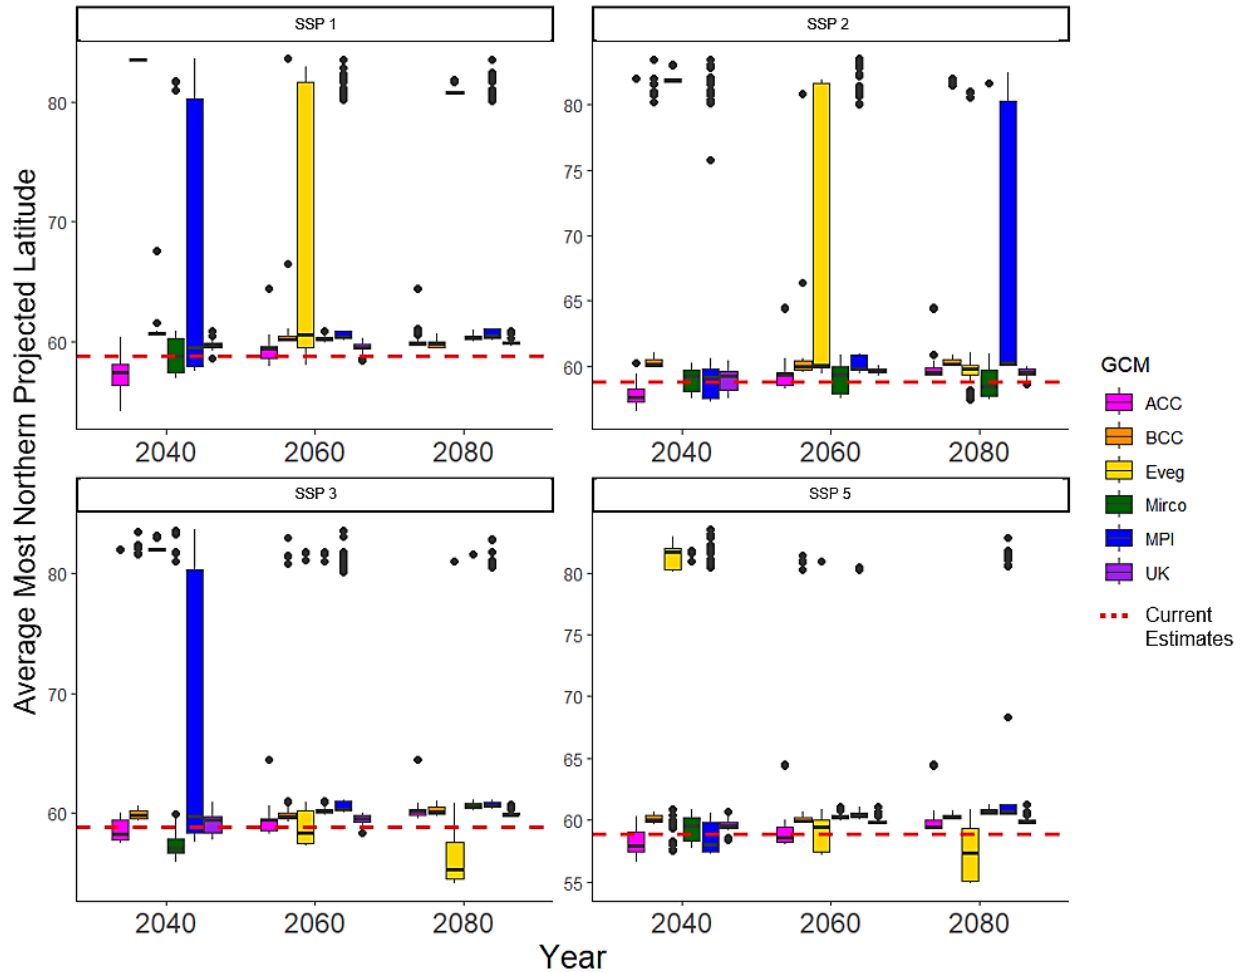 SSP 1
SSP 2
80
70
60
80
75
70
65
60
2040
2060
2080
2040
2060
2080
SSP 3
SSP 5
80
70
60
80
75
70
65
60
55
2040
2060
2080
2040
2060
2080
Average Most Northern Projected Latitude
Year
GCM
ACC
BCC
Eveg
Mirco
MPI
UK
Current
Estimates